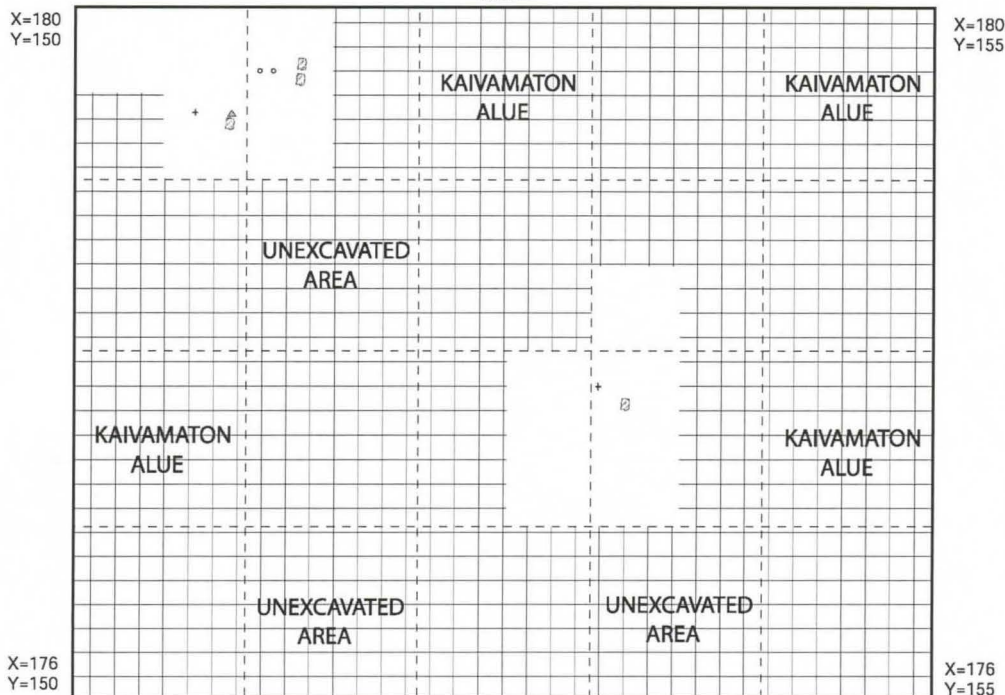 X=180
Y=150
X=180
Y=155
KAIVAMATON
ALUE
KAIVAMATON
ALUE
UNEXCAVATED
AREA
KAIVAMATON
ALUE
KAIVAMATON
ALUE
UNEXCAVATED
AREA
UNEXCAVATED
AREA
X=176
Y=150
X=176
Y=155